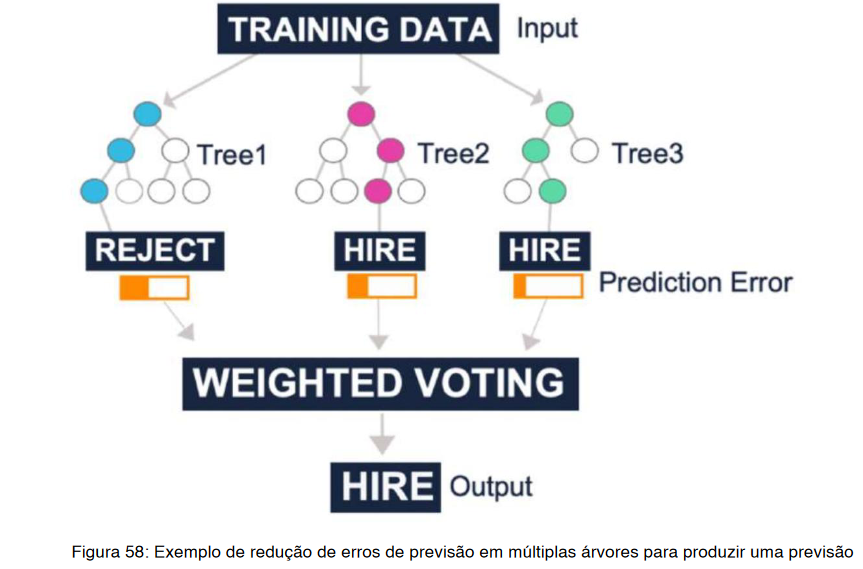 TRAINING DATA Input
Tree1 Tree2 Tree3
REJECT HIRE HIRE
Prediction Error
WEIGHTED VOTING
HIRE Output
Figura 58: Exemplo de redução de erros de previsão em múltiplas árvores para produzir uma previsão